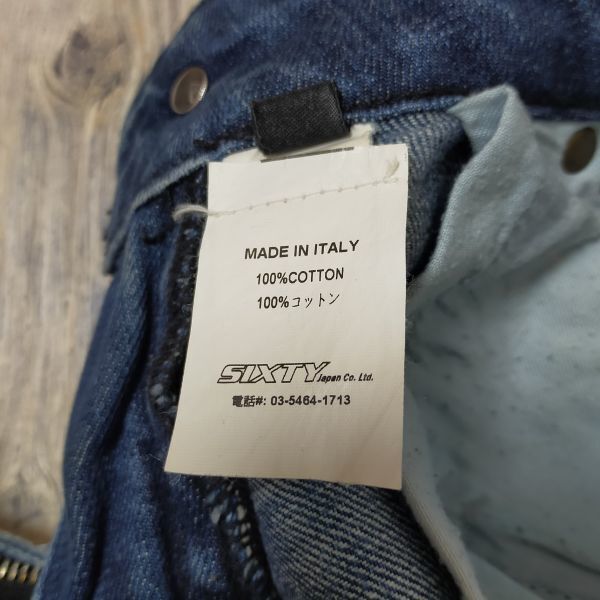 MADE IN ITALY
100%COTTON
100%コットン
SIXTY Japan Co. Ltd.
電話#: 03-5464-1713